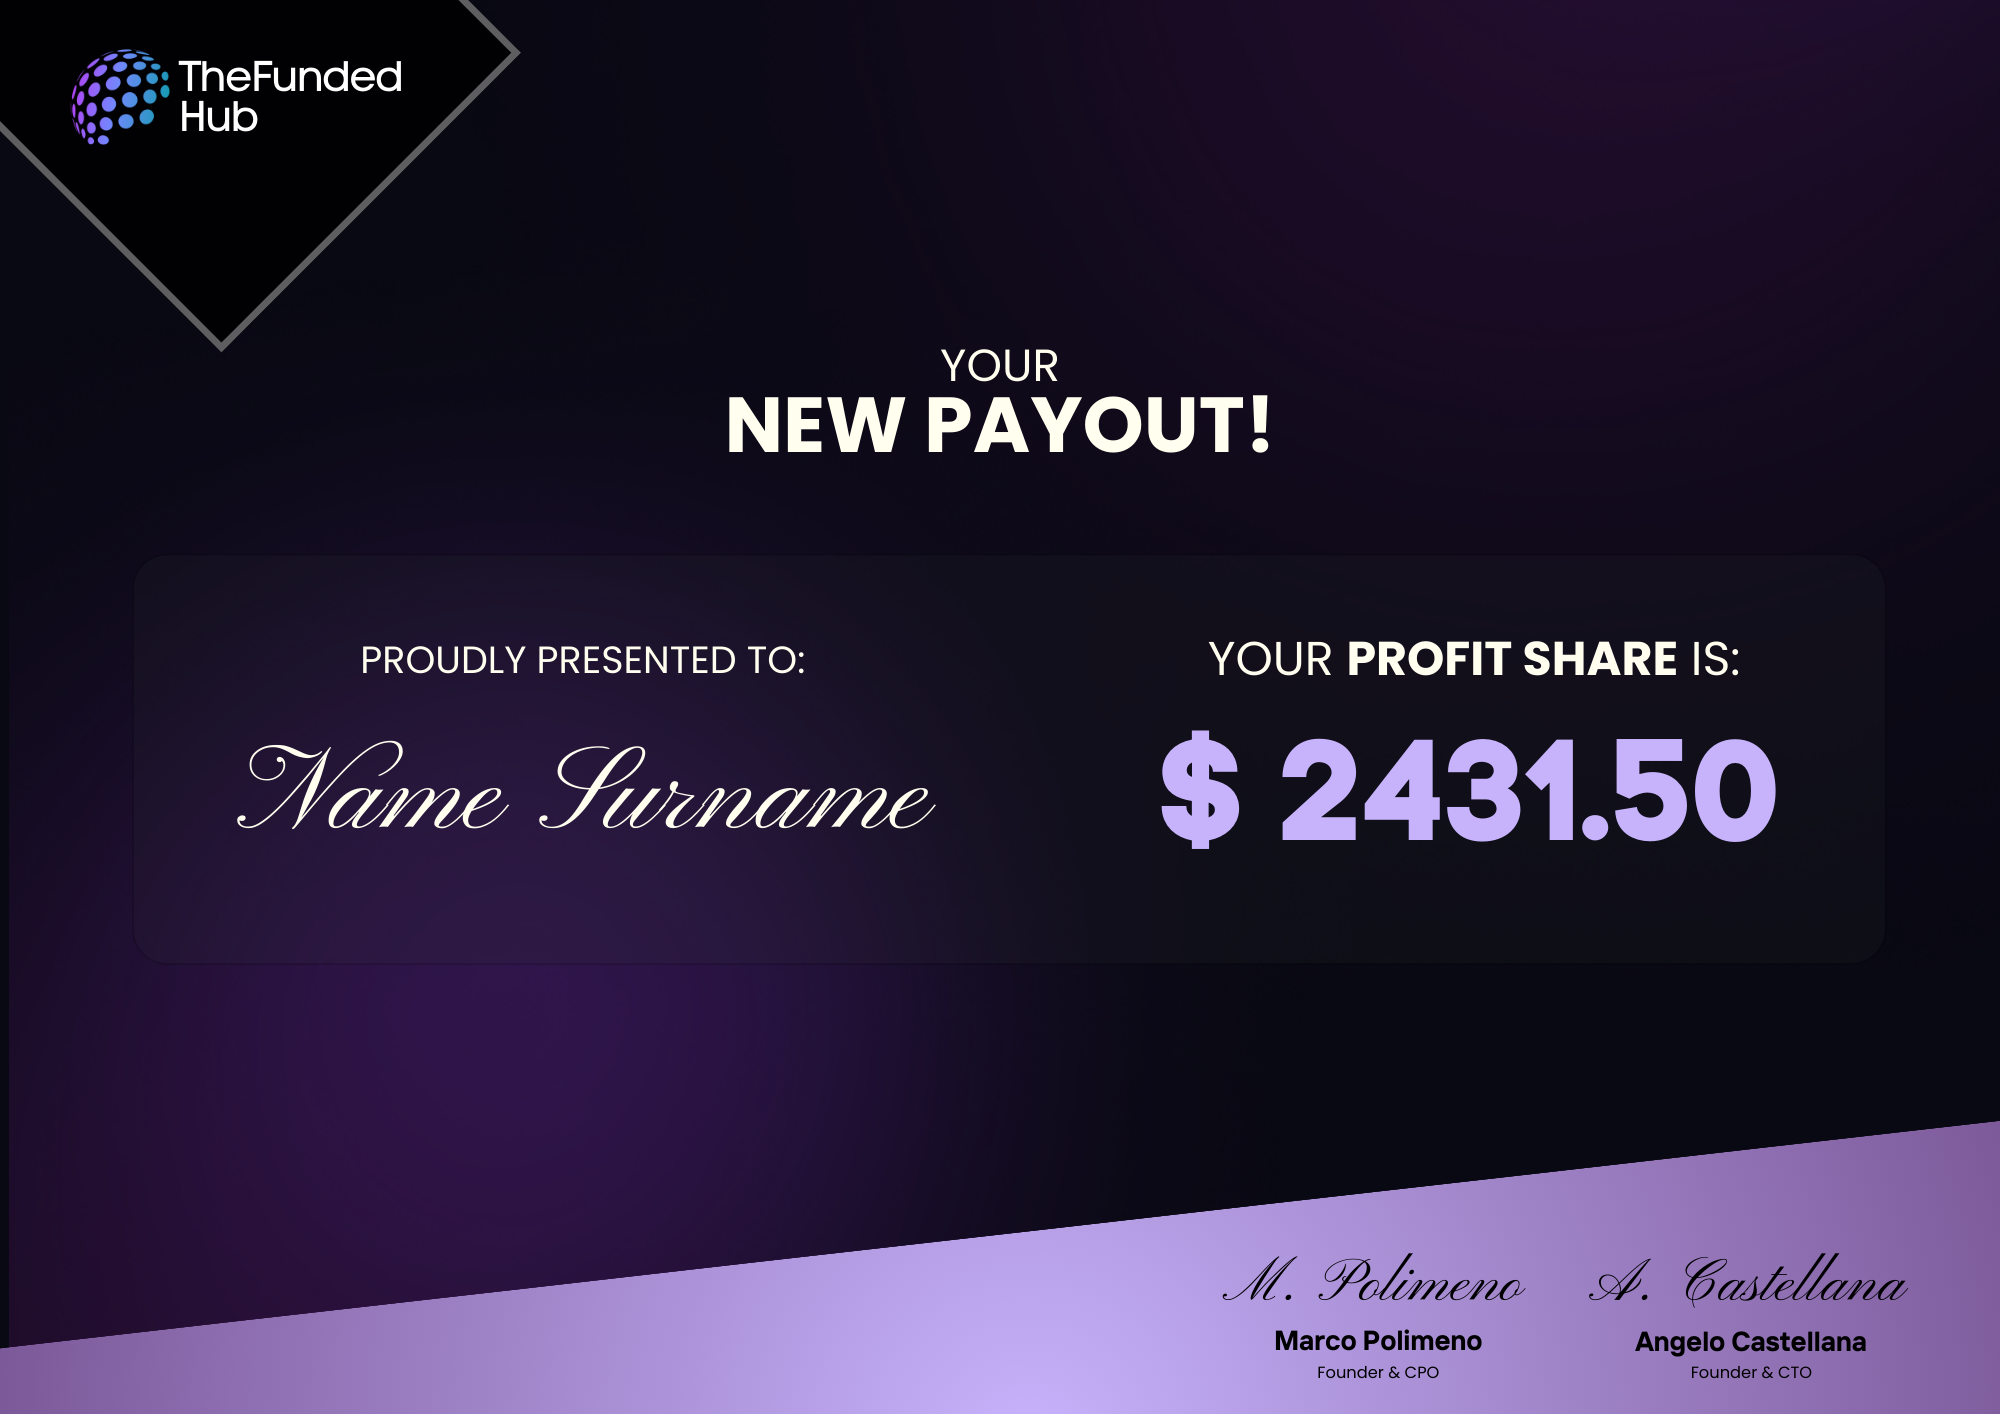 TheFunded
Hub
YOUR
NEW PAYOUT!
PROUDLY PRESENTED TO:
Name Surname
YOUR PROFIT SHARE IS:
$ 2431.50
M. Polimeno
Marco Polimeno
Founder & CPO
A. Castellana
Angelo Castellana
Founder & CTO